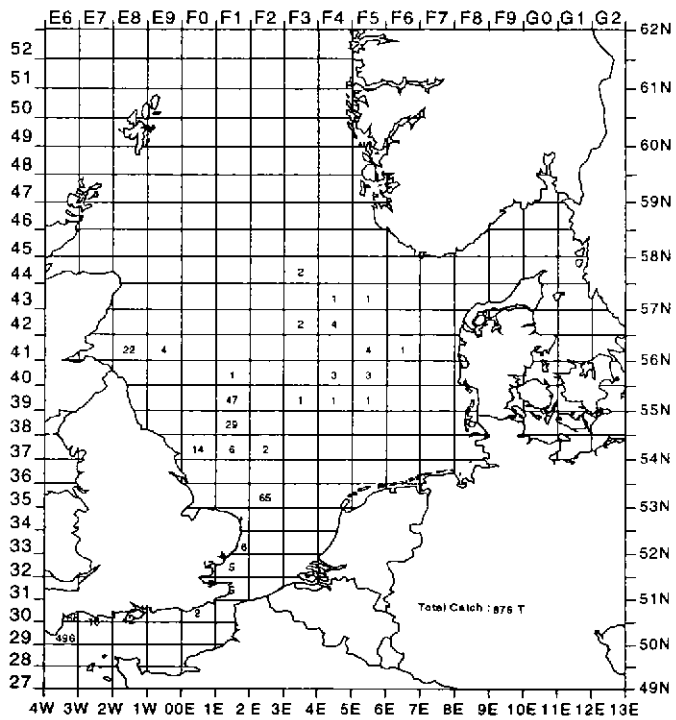 E6 E7 E8 E9 F0 F1 F2 F3 F4 F5 F6 F7 F8 F9 G0 G1 G2
62N
52
51
61N
50
49
60N
48
47
59N
46
45
58N
44 2
43 1 1
57N
42 2 4
41 22 4 4 1
56N
40 1 3 3
39 47 1 1 1
55N
38 29
37 14 6 2
54N
36
35 65
53N
34
33 6
52N
32 5
31
51N
30 2
Total Catch : 876 T
29 496
50N
28
27
49N
4W 3W 2W 1W 00E 1E 2 E 3E 4E 5E 6E 7E 8E 9E 10E 11E 12E 13E